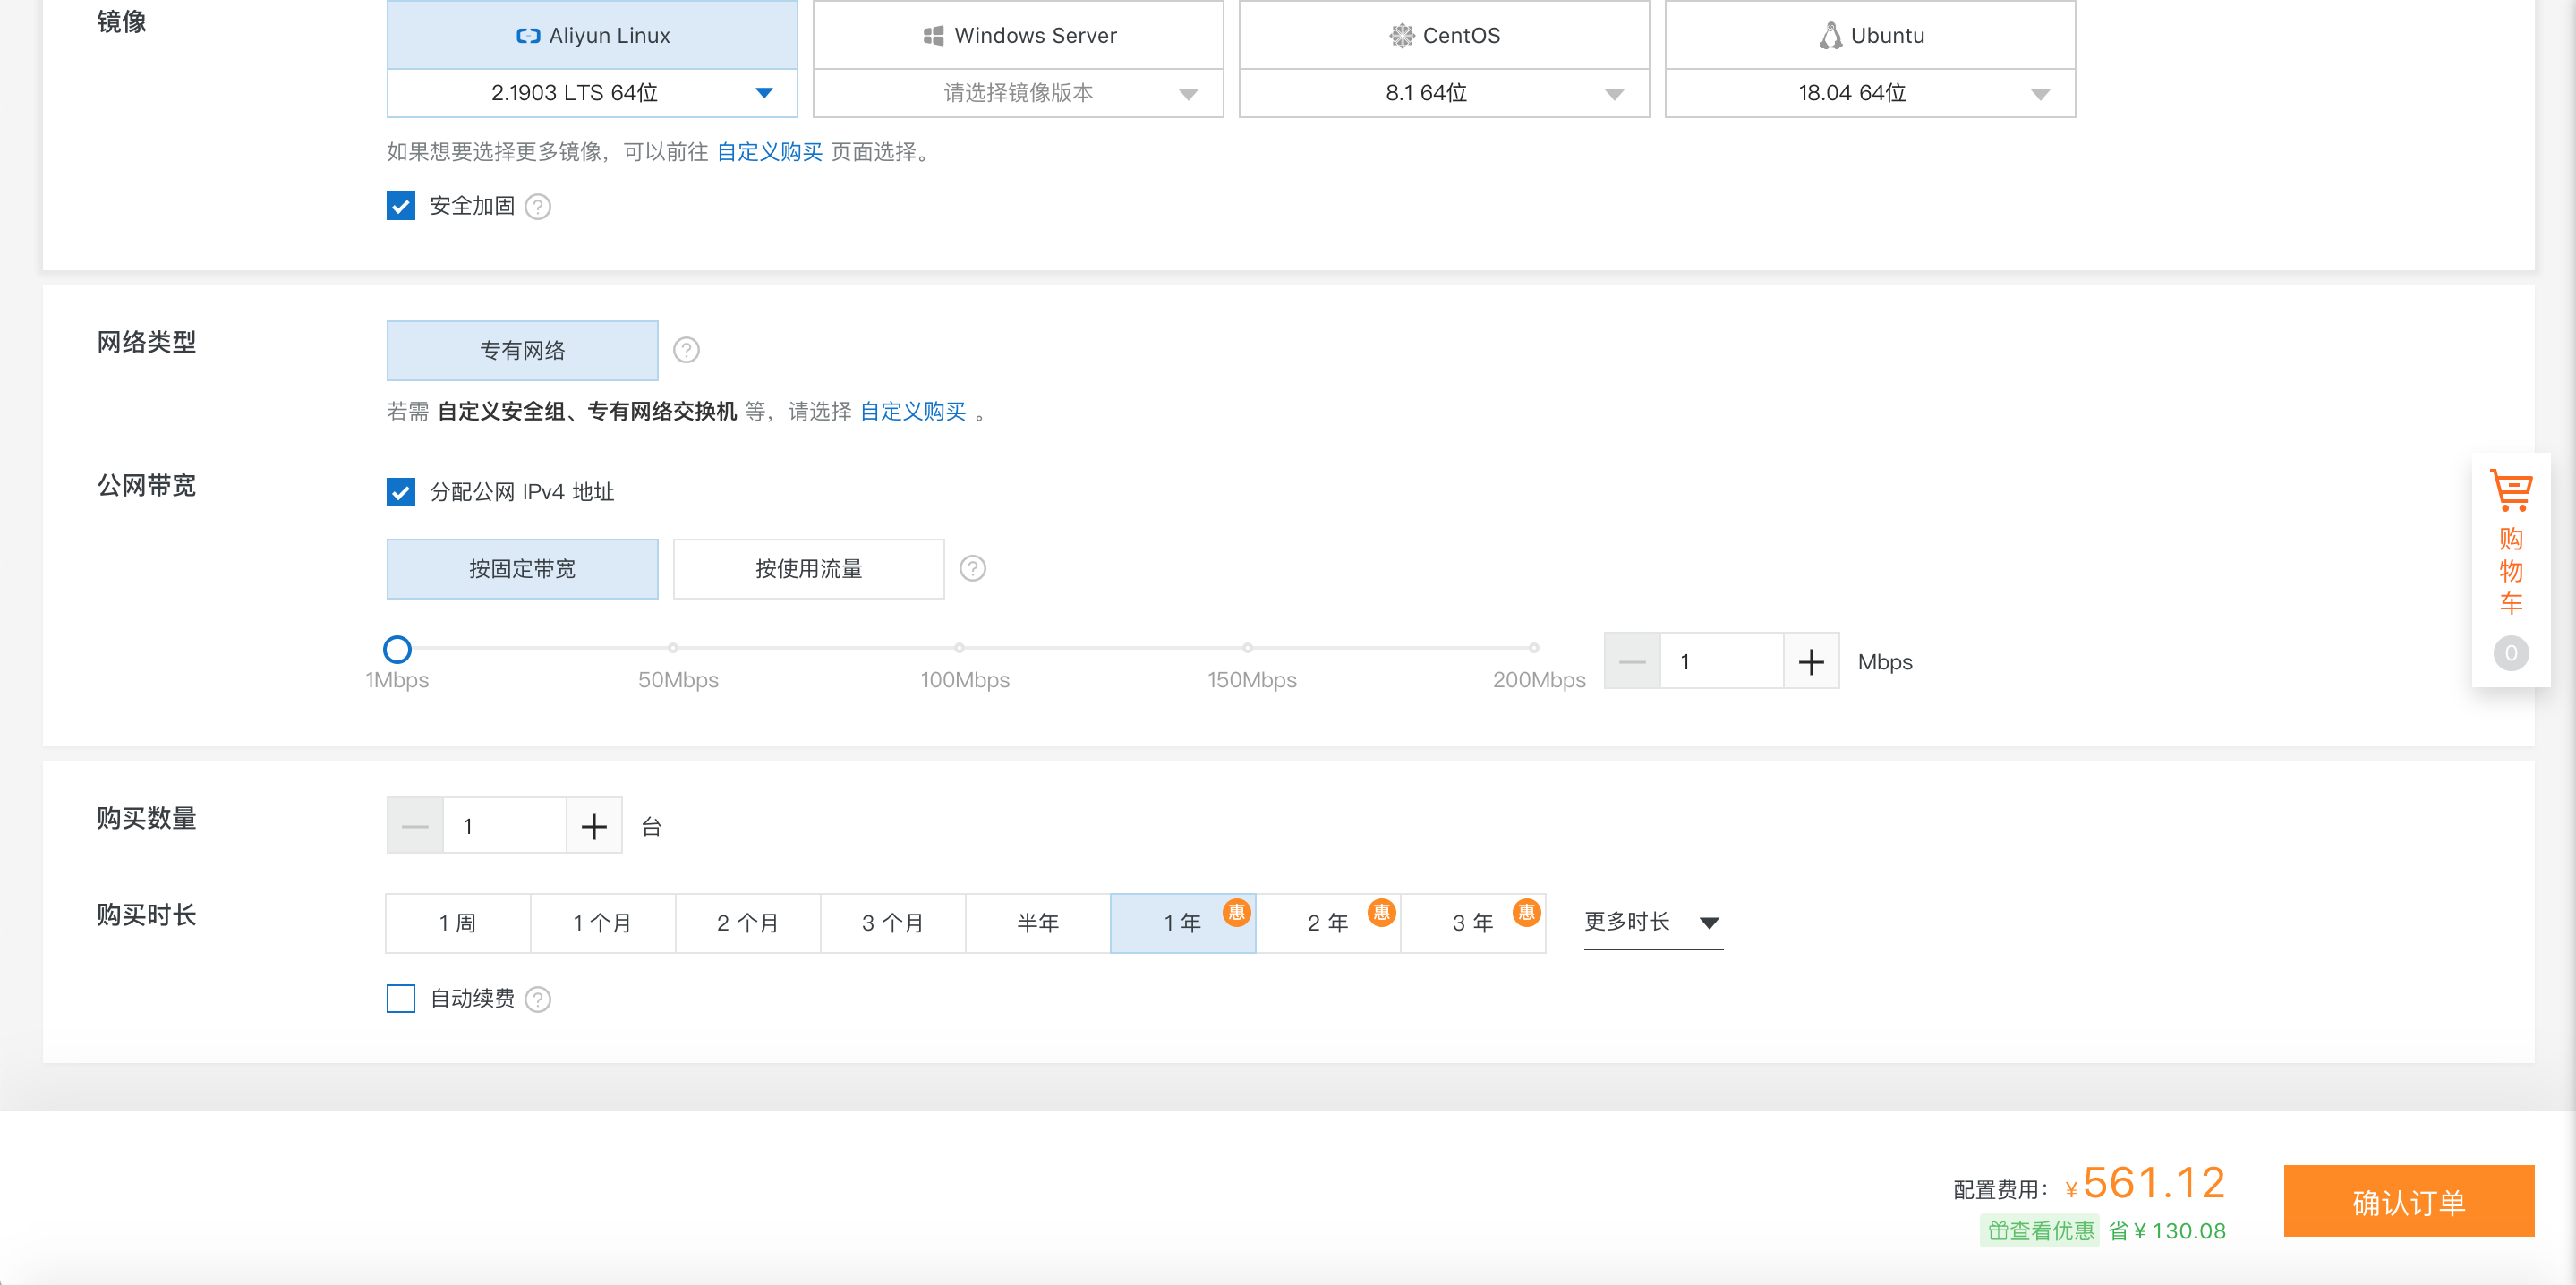 镜像
Aliyun Linux
Windows Server
CentOS
Ubuntu
2.1903 LTS 64位
请选择镜像版本
8.1 64位
18.04 64位
如果想要选择更多镜像，可以前往 自定义购买 页面选择。
安全加固 ?
网络类型
专有网络 ?
若需 自定义安全组、专有网络交换机 等，请选择 自定义购买 。
公网带宽
分配公网 IPv4 地址
按固定带宽
按使用流量 ?
1Mbps
50Mbps
100Mbps
150Mbps
200Mbps
1
Mbps
购物车
0
购买数量
1
台
购买时长
1 周
1 个月
2 个月
3 个月
半年
1 年 惠
2 年 惠
3 年 惠
更多时长
自动续费 ?
配置费用： ¥ 561.12
查看优惠 省 ¥ 130.08
确认订单